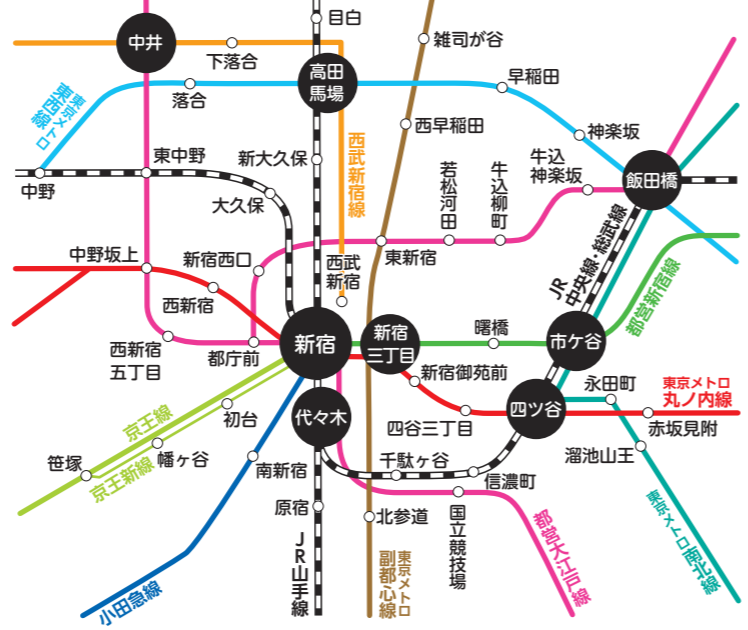 目白
雑司が谷
中井
下落合
高田
馬場
早稲田
落合
東京メトロ
東西線
西早稲田
神楽坂
東中野
新大久保
西武新宿線
若松河田
牛込柳町
牛込
神楽坂
飯田橋
中野
大久保
JR
中央線・総武線
中野坂上
新宿西口
西武
新宿
東新宿
都営新宿線
西新宿
新宿
新宿
三丁目
曙橋
市ケ谷
西新宿
五丁目
都庁前
新宿御苑前
永田町
東京メトロ
丸ノ内線
京王線
初台
代々木
四ツ谷
四谷三丁目
赤坂見附
笹塚
幡ヶ谷
京王新線
南新宿
千駄ヶ谷
信濃町
溜池山王
原宿
北参道
国立競技場
都営大江戸線
東京メトロ南北線
JR山手線
東京メトロ
副都心線
小田急線